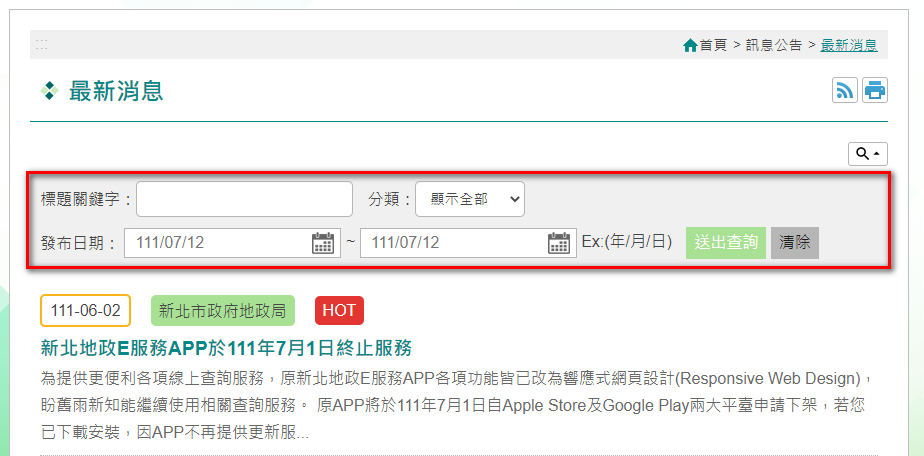 :::
首頁 > 訊息公告 > 最新消息
最新消息
標題關鍵字： 分類： 顯示全部
發布日期： 111/07/12 ~ 111/07/12 Ex:(年/月/日) 送出查詢 清除
111-06-02 新北市政府地政局 HOT
新北地政E服務APP於111年7月1日終止服務
為提供更便利各項線上查詢服務，原新北地政E服務APP各項功能皆已改為響應式網頁設計(Responsive Web Design)，
盼舊雨新知能繼續使用相關查詢服務。 原APP將於111年7月1日自Apple Store及Google Play兩大平臺申請下架，若您
已下載安裝，因APP不再提供更新服...